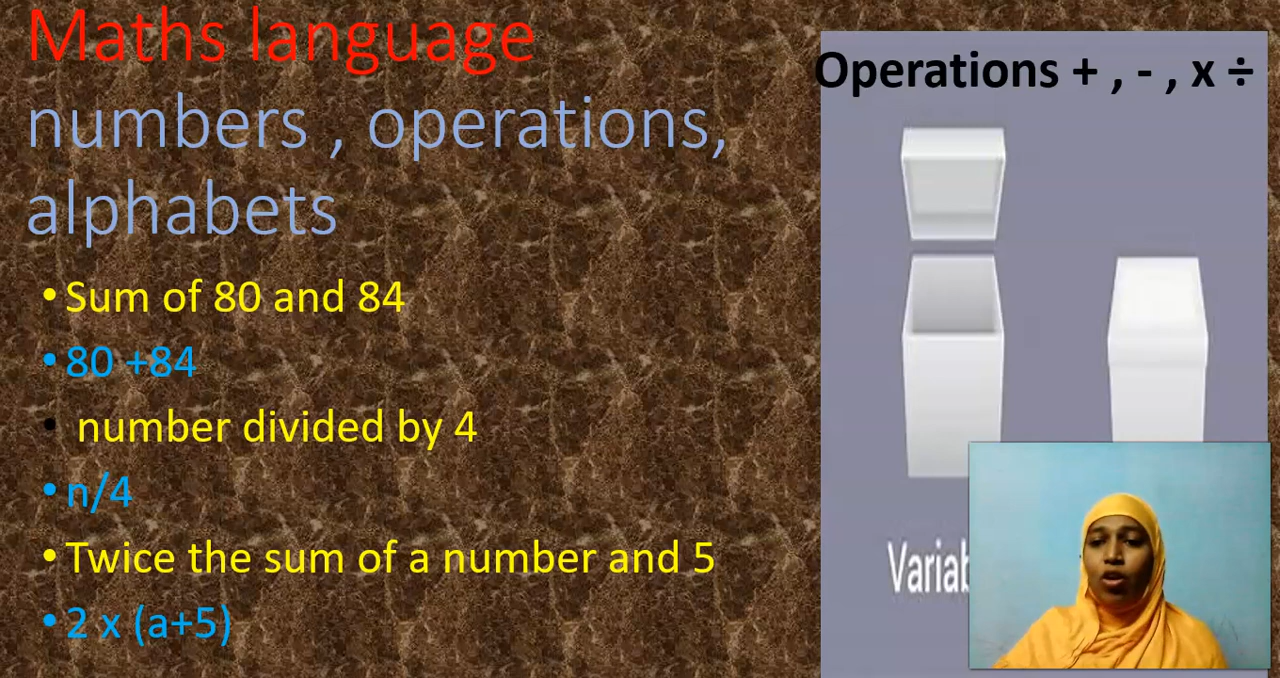 Maths language
numbers , operations,
alphabets
• Sum of 80 and 84
• 80 +84
• number divided by 4
• n/4
• Twice the sum of a number and 5
• 2 x (a+5)
Operations + , - , x ÷